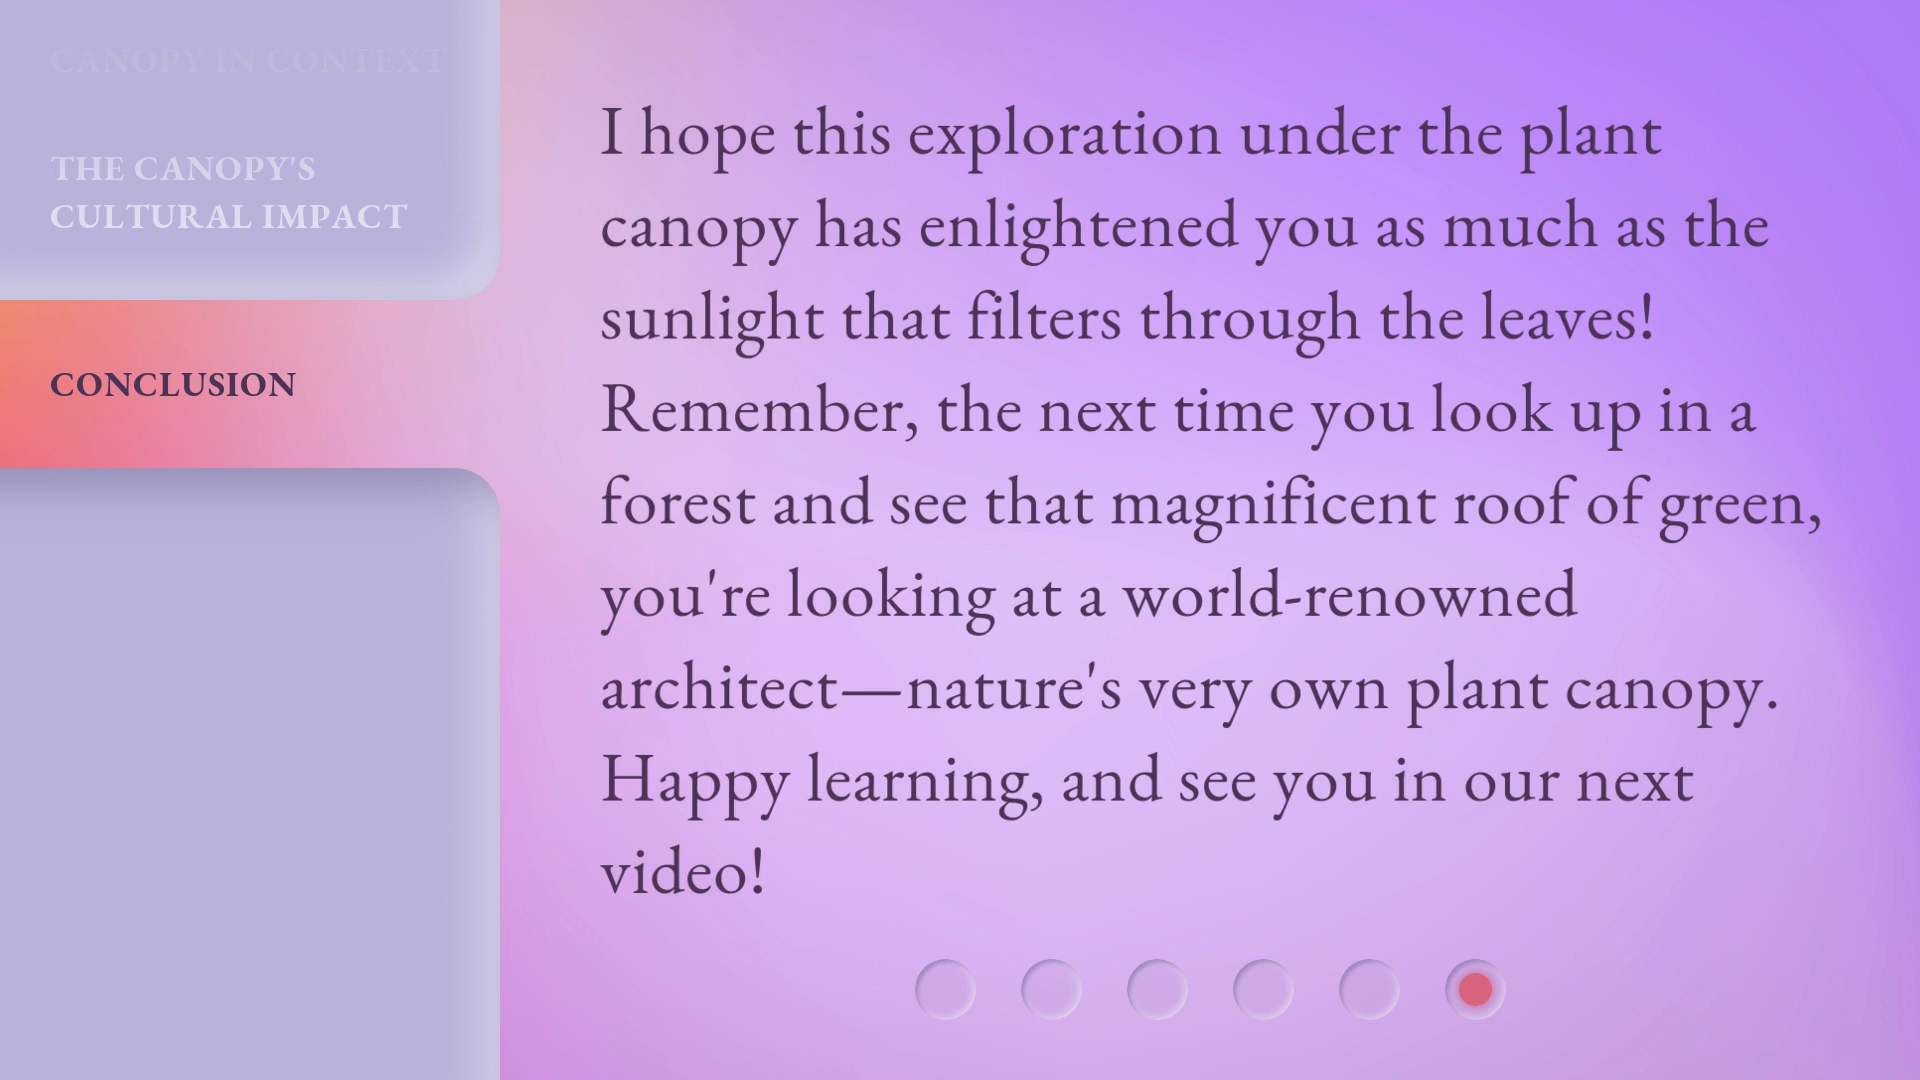 CANOPY IN CONTEXT
THE CANOPY'S
CULTURAL IMPACT
CONCLUSION
I hope this exploration under the plant
canopy has enlightened you as much as the
sunlight that filters through the leaves!
Remember, the next time you look up in a
forest and see that magnificent roof of green,
you're looking at a world-renowned
architect—nature's very own plant canopy.
Happy learning, and see you in our next
video!